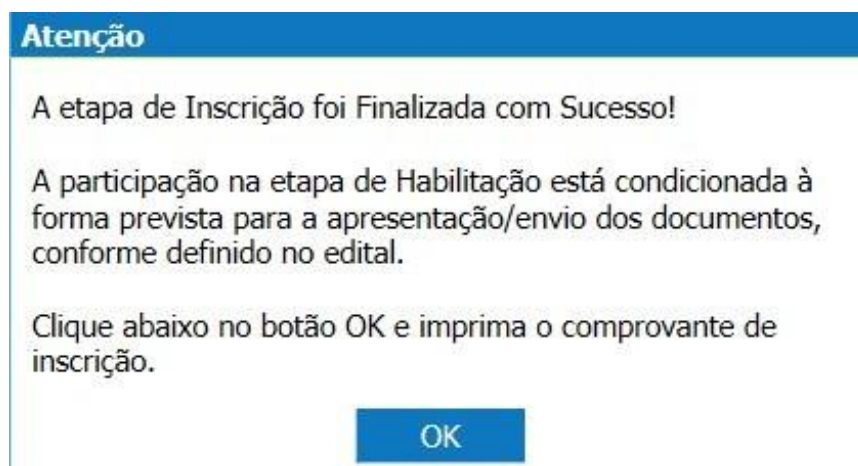 Atenção
A etapa de Inscrição foi Finalizada com Sucesso!
A participação na etapa de Habilitação está condicionada à
forma prevista para a apresentação/envio dos documentos,
conforme definido no edital.
Clique abaixo no botão OK e imprima o comprovante de
inscrição.
OK